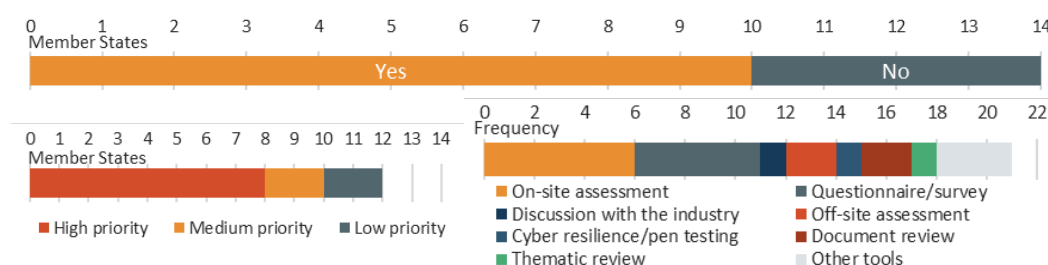 0 1 2 3 4 5 6 7 8 9 10 11 12 13 14
Member States
Yes No
0 1 2 3 4 5 6 7 8 9 10 11 12 13 14
Member States
High priority Medium priority Low priority
0 2 4 6 8 10 12 14 16 18 20 22
Frequency
On-site assessment Questionnaire/survey
Discussion with the industry Off-site assessment
Cyber resilience/pen testing Document review
Thematic review Other tools